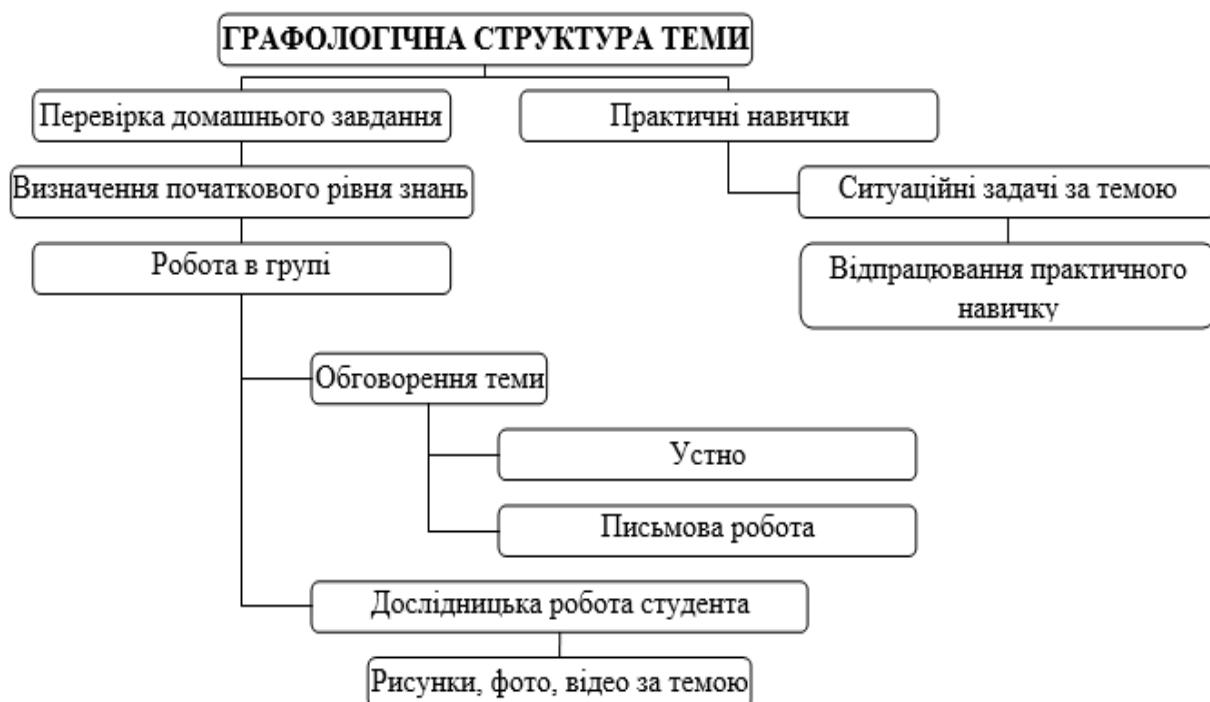 ГРАФОЛОГІЧНА СТРУКТУРА ТЕМИ
Перевірка домашнього завдання
Практичні навички
Визначення початкового рівня знань
Ситуаційні задачі за темою
Робота в групі
Відпрацювання практичного
навичку
Обговорення теми
Устно
Письмова робота
Дослідницька робота студента
Рисунки, фото, відео за темою